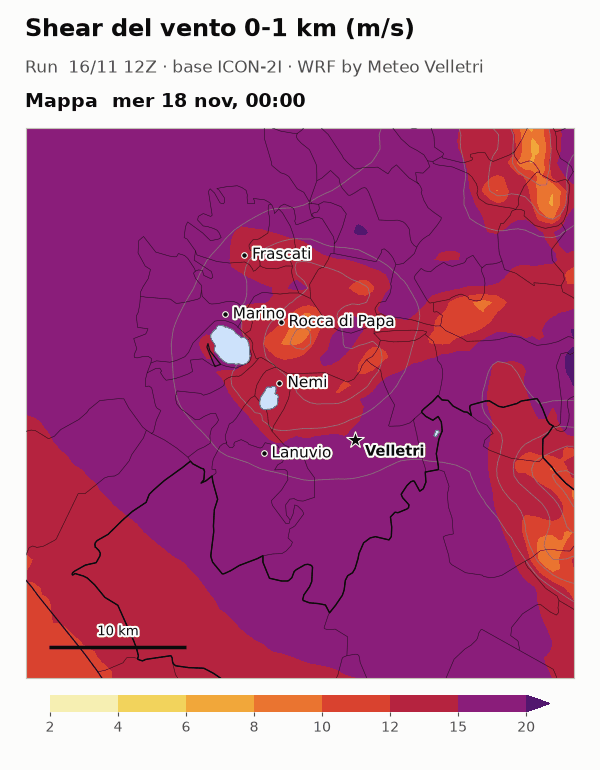 Shear del vento 0-1 km (m/s)
Run  16/11 12Z · base ICON-2I · WRF by Meteo Velletri
Mappa  mer 18 nov, 00:00
Frascati
Marino
Rocca di Papa
Nemi
Velletri
Lanuvio
10 km
2 4 6 8 10 12 15 20